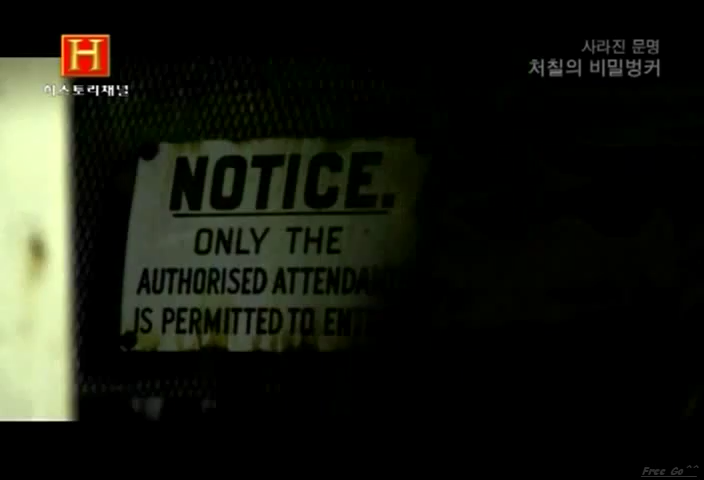 H
히스토리채널
사라진 문명
처칠의 비밀벙커
NOTICE.
ONLY THE
AUTHORISED
IS PERMITTED TO
Free Go^^